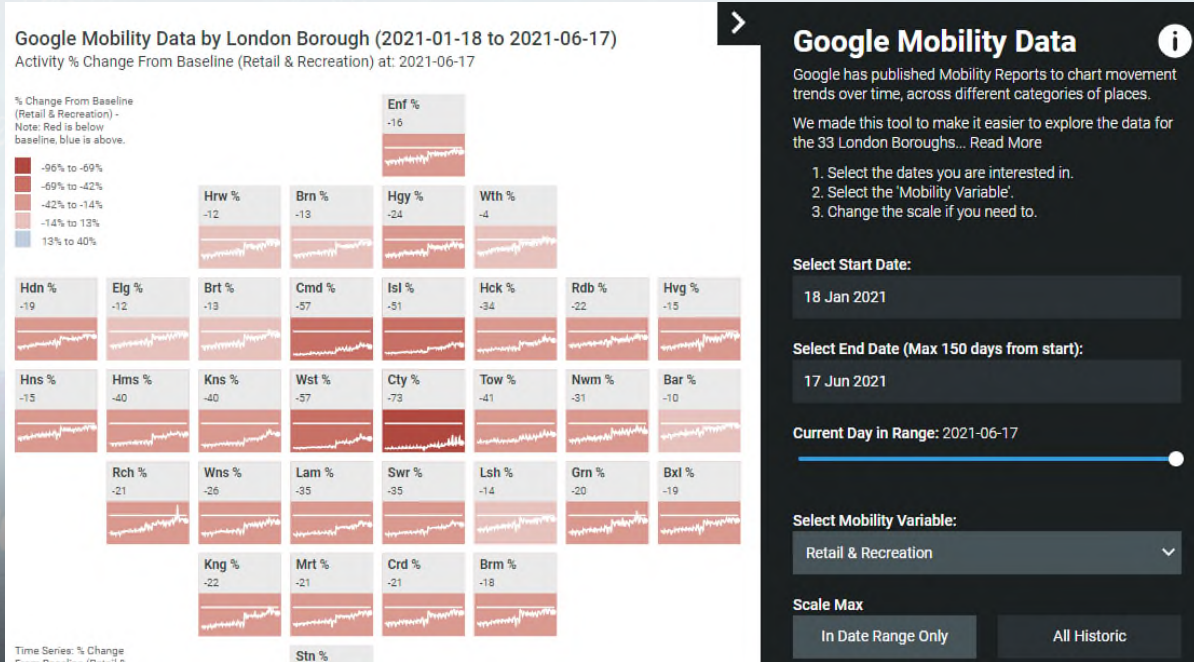 Google Mobility Data by London Borough (2021-01-18 to 2021-06-17)
Activity % Change From Baseline (Retail & Recreation) at: 2021-06-17
% Change From Baseline
(Retail & Recreation) -
Note: Red is below
baseline, blue is above.
-96% to -69%
-69% to -42%
-42% to -14%
-14% to 13%
13% to 40%
Enf %
-16
Hrw % Brn % Hgy % Wth %
-12 -13 -24 -4
Hdn % Elg % Brt % Cmd % Isl % Hck % Rdb % Hvg %
-19 -12 -13 -57 -51 -34 -22 -15
Hns % Hms % Kns % Wst % Cty % Tow % Nwm % Bar %
-15 -40 -40 -57 -73 -41 -31 -10
Rch % Wns % Lam % Swr % Lsh % Grn % Bxl %
-21 -26 -35 -35 -14 -20 -19
Kng % Mrt % Crd % Brm %
-22 -21 -21 -18
Stn %
Time Series: % Change
From Baseline (Retail &
Google Mobility Data
i
Google has published Mobility Reports to chart movement
trends over time, across different categories of places.
We made this tool to make it easier to explore the data for
the 33 London Boroughs... Read More
1. Select the dates you are interested in.
2. Select the 'Mobility Variable'.
3. Change the scale if you need to.
Select Start Date:
18 Jan 2021
Select End Date (Max 150 days from start):
17 Jun 2021
Current Day in Range: 2021-06-17
Select Mobility Variable:
Retail & Recreation
Scale Max
In Date Range Only All Historic